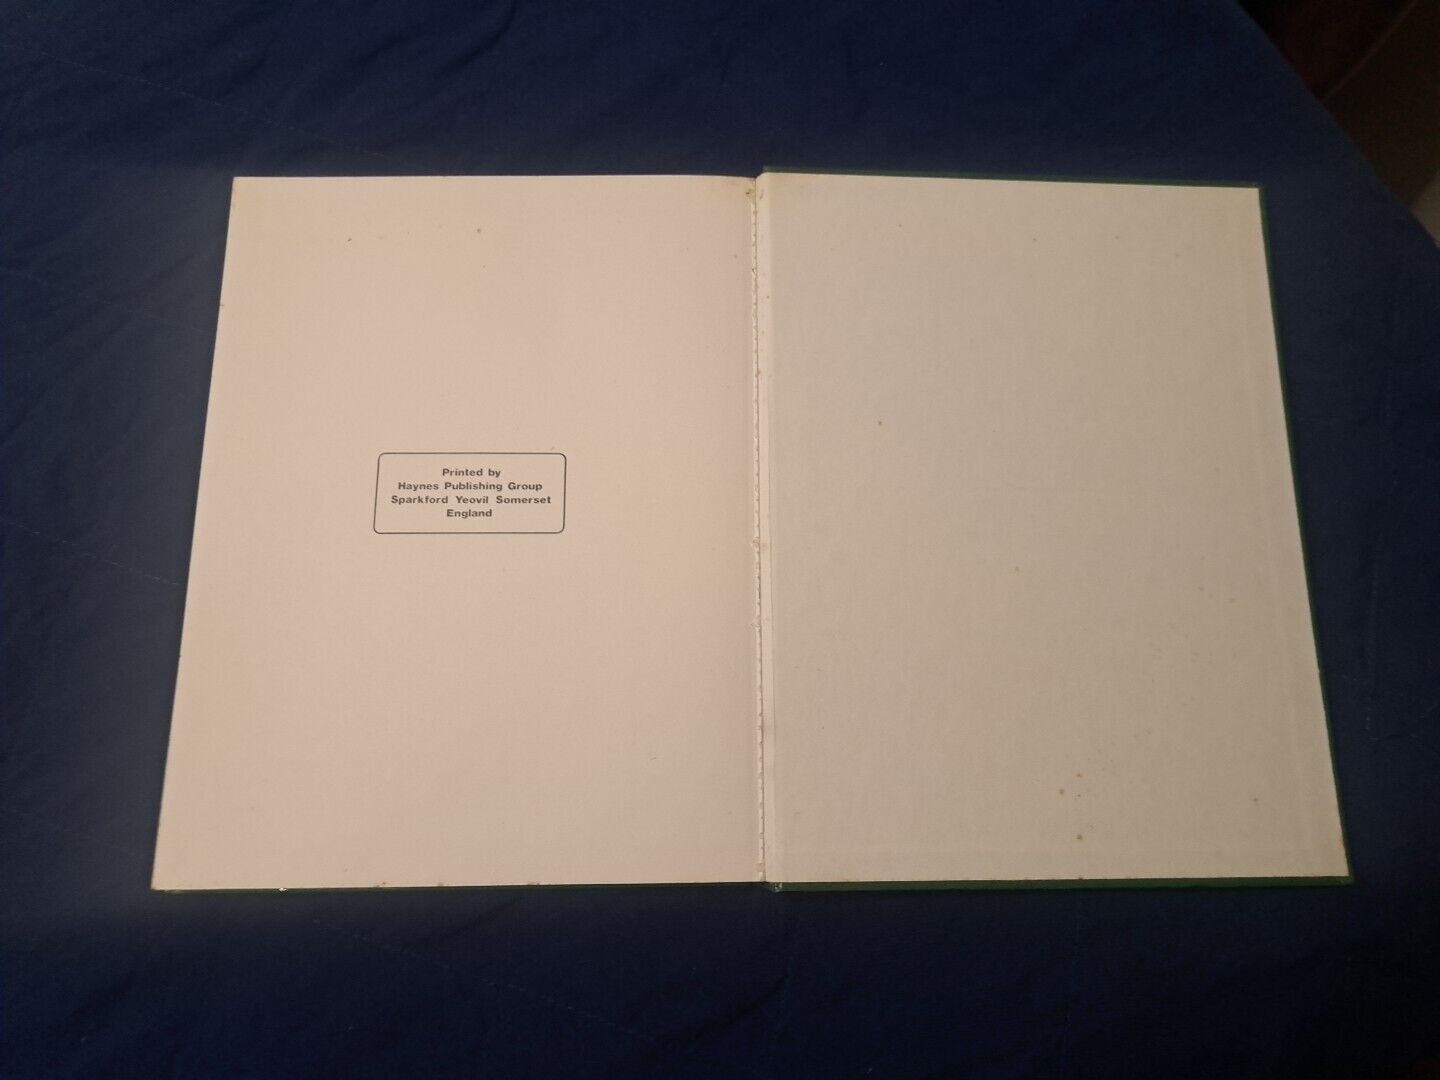 Printed by
Haynes Publishing Group
Sparkford Yeovil Somerset
England